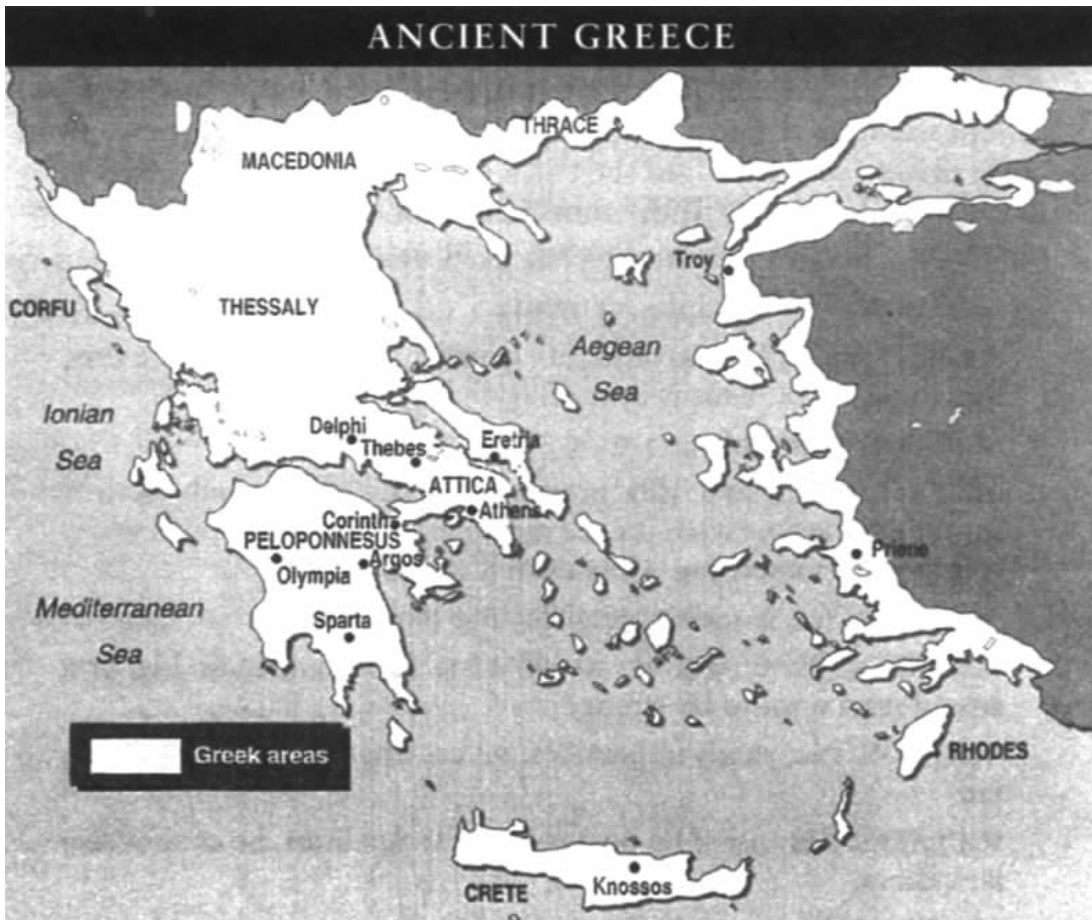 ANCIENT GREECE
THRACE
MACEDONIA
Troy
CORFU
THESSALY
Aegean
Sea
Ionian
Sea
Delphi
Thebes
Eretria
ATTICA
Athens
Corinth
PELOPONNESUS
Argos
Olympia
Priene
Mediterranean
Sea
Sparta
Greek areas
RHODES
CRETE
Knossos